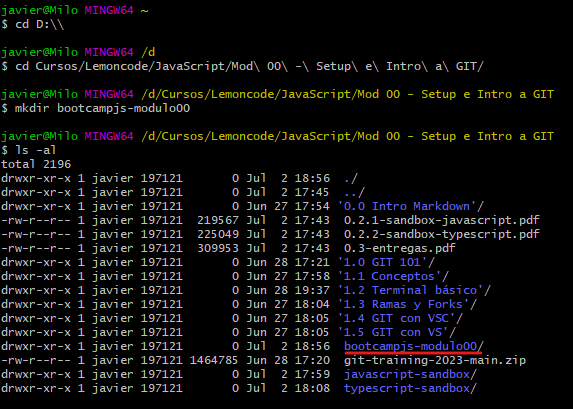 javier@Milo MINGW64 ~
$ cd D:\\
javier@Milo MINGW64 /d
$ cd Cursos/Lemoncode/JavaScript/Mod\ 00\ -\ Setup\ e\ Intro\ a\ GIT/
javier@Milo MINGW64 /d/Cursos/Lemoncode/JavaScript/Mod 00 - Setup e Intro a GIT
$ mkdir bootcampjs-modulo00
javier@Milo MINGW64 /d/Cursos/Lemoncode/JavaScript/Mod 00 - Setup e Intro a GIT
$ ls -al
total 2196
drwxr-xr-x 1 javier 197121       0 Jul  2 18:56  ./
drwxr-xr-x 1 javier 197121       0 Jul  2 17:45  ../
drwxr-xr-x 1 javier 197121       0 Jun 27 17:54 '0.0 Intro Markdown'/
-rw-r--r-- 1 javier 197121  219567 Jul  2 17:43  0.2.1-sandbox-javascript.pdf
-rw-r--r-- 1 javier 197121  225049 Jul  2 17:43  0.2.2-sandbox-typescript.pdf
-rw-r--r-- 1 javier 197121  309953 Jul  2 17:43  0.3-entregas.pdf
drwxr-xr-x 1 javier 197121       0 Jun 28 17:21 '1.0 GIT 101'/
drwxr-xr-x 1 javier 197121       0 Jun 27 17:58 '1.1 Conceptos'/
drwxr-xr-x 1 javier 197121       0 Jun 28 19:37 '1.2 Terminal básico'/
drwxr-xr-x 1 javier 197121       0 Jun 27 18:04 '1.3 Ramas y Forks'/
drwxr-xr-x 1 javier 197121       0 Jun 27 18:05 '1.4 GIT con VSC'/
drwxr-xr-x 1 javier 197121       0 Jun 27 18:05 '1.5 GIT con VS'/
drwxr-xr-x 1 javier 197121       0 Jul  2 18:56  bootcampjs-modulo00/
-rw-r--r-- 1 javier 197121 1464785 Jun 28 17:20  git-training-2023-main.zip
drwxr-xr-x 1 javier 197121       0 Jul  2 17:59  javascript-sandbox/
drwxr-xr-x 1 javier 197121       0 Jul  2 18:08  typescript-sandbox/